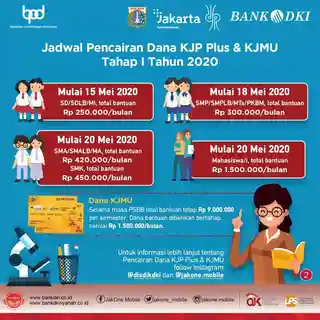 bpd
Jakarta
BANK DKI
Jadwal Pencairan Dana KJP Plus & KJMU
Tahap I Tahun 2020
Mulai 15 Mei 2020
SD/SDLB/MI, total bantuan
Rp 250.000/bulan
Mulai 18 Mei 2020
SMP/SMPLB/MTs/PKBM, total bantuan
Rp 300.000/bulan
Mulai 20 Mei 2020
SMA/SMALB/MA, total bantuan
Rp 420.000/bulan
SMK, total bantuan
Rp 450.000/bulan
Mulai 20 Mei 2020
Mahasiswa/i, total bantuan
Rp 1.500.000/bulan
Dana KJMU
Selama masa PSBB total bantuan tetap Rp 9.000.000
per semester. Dana bantuan diberikan bertahap,
senilai Rp 1.500.000/bulan.
Untuk informasi lebih lanjut tentang
Pencairan Dana KJP Plus & KJMU
follow Instagram
@disdikdki dan @jakone.mobile
2
www.bankdki.co.id
www.bankdkisyariah.co.id
JakOne Mobile
@jakone_mobile
jakone.mobile
OJK
LPS